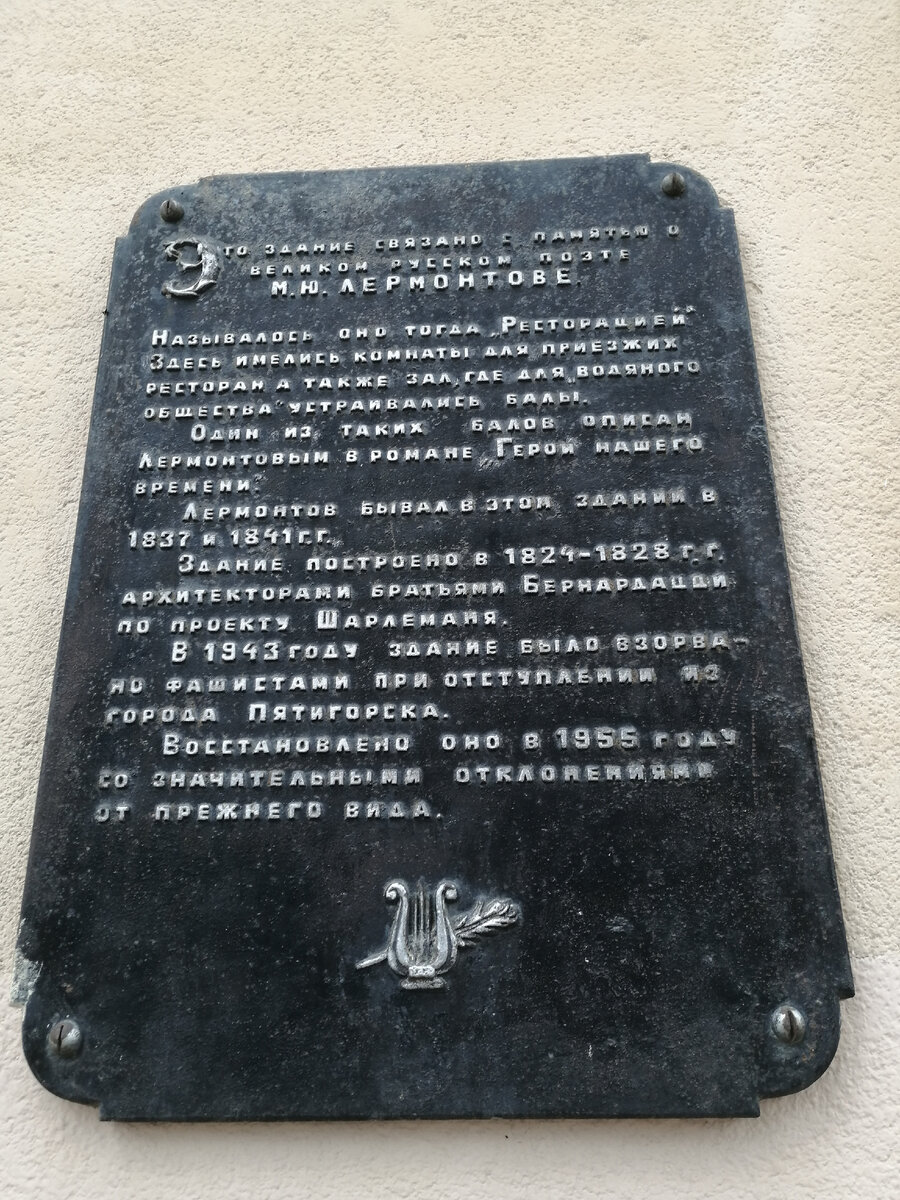 Это здание связано с памятью о
великом русском поэте
М.Ю. Лермонтове.
Называлось оно тогда „Ресторацией“
Здесь имелись комнаты для приезжих
ресторан а также зал, где для „водяного
общества“ устраивались балы.
Один из таких балов описан
Лермонтовым в романе „Герой нашего
времени“.
Лермонтов бывал в этом здании в
1837 и 1841 г.г.
Здание построено в 1824-1828 г.г.
архитекторами братьями Бернардацци
по проекту Шарлеманя.
В 1943 году здание было взорва-
но фашистами при отступлении из
города Пятигорска.
Восстановлено оно в 1955 году
со значительными отклонениями
от прежнего вида.